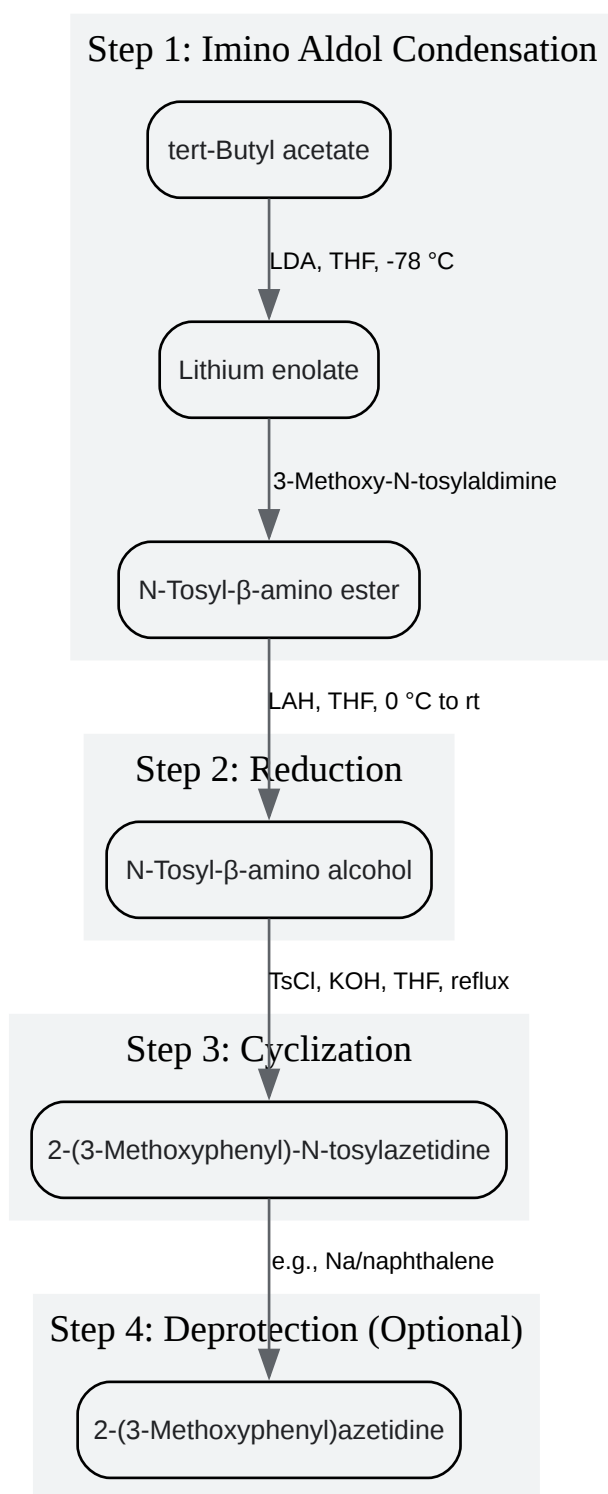 Step 1: Imino Aldol Condensation
tert-Butyl acetate
LDA, THF, -78 °C
Lithium enolate
3-Methoxy-N-tosylaldimine
N-Tosyl-β-amino ester
LAH, THF, 0 °C to rt
Step 2: Reduction
N-Tosyl-β-amino alcohol
TsCl, KOH, THF, reflux
Step 3: Cyclization
2-(3-Methoxyphenyl)-N-tosylazetidine
e.g., Na/naphthalene
Step 4: Deprotection (Optional)
2-(3-Methoxyphenyl)azetidine